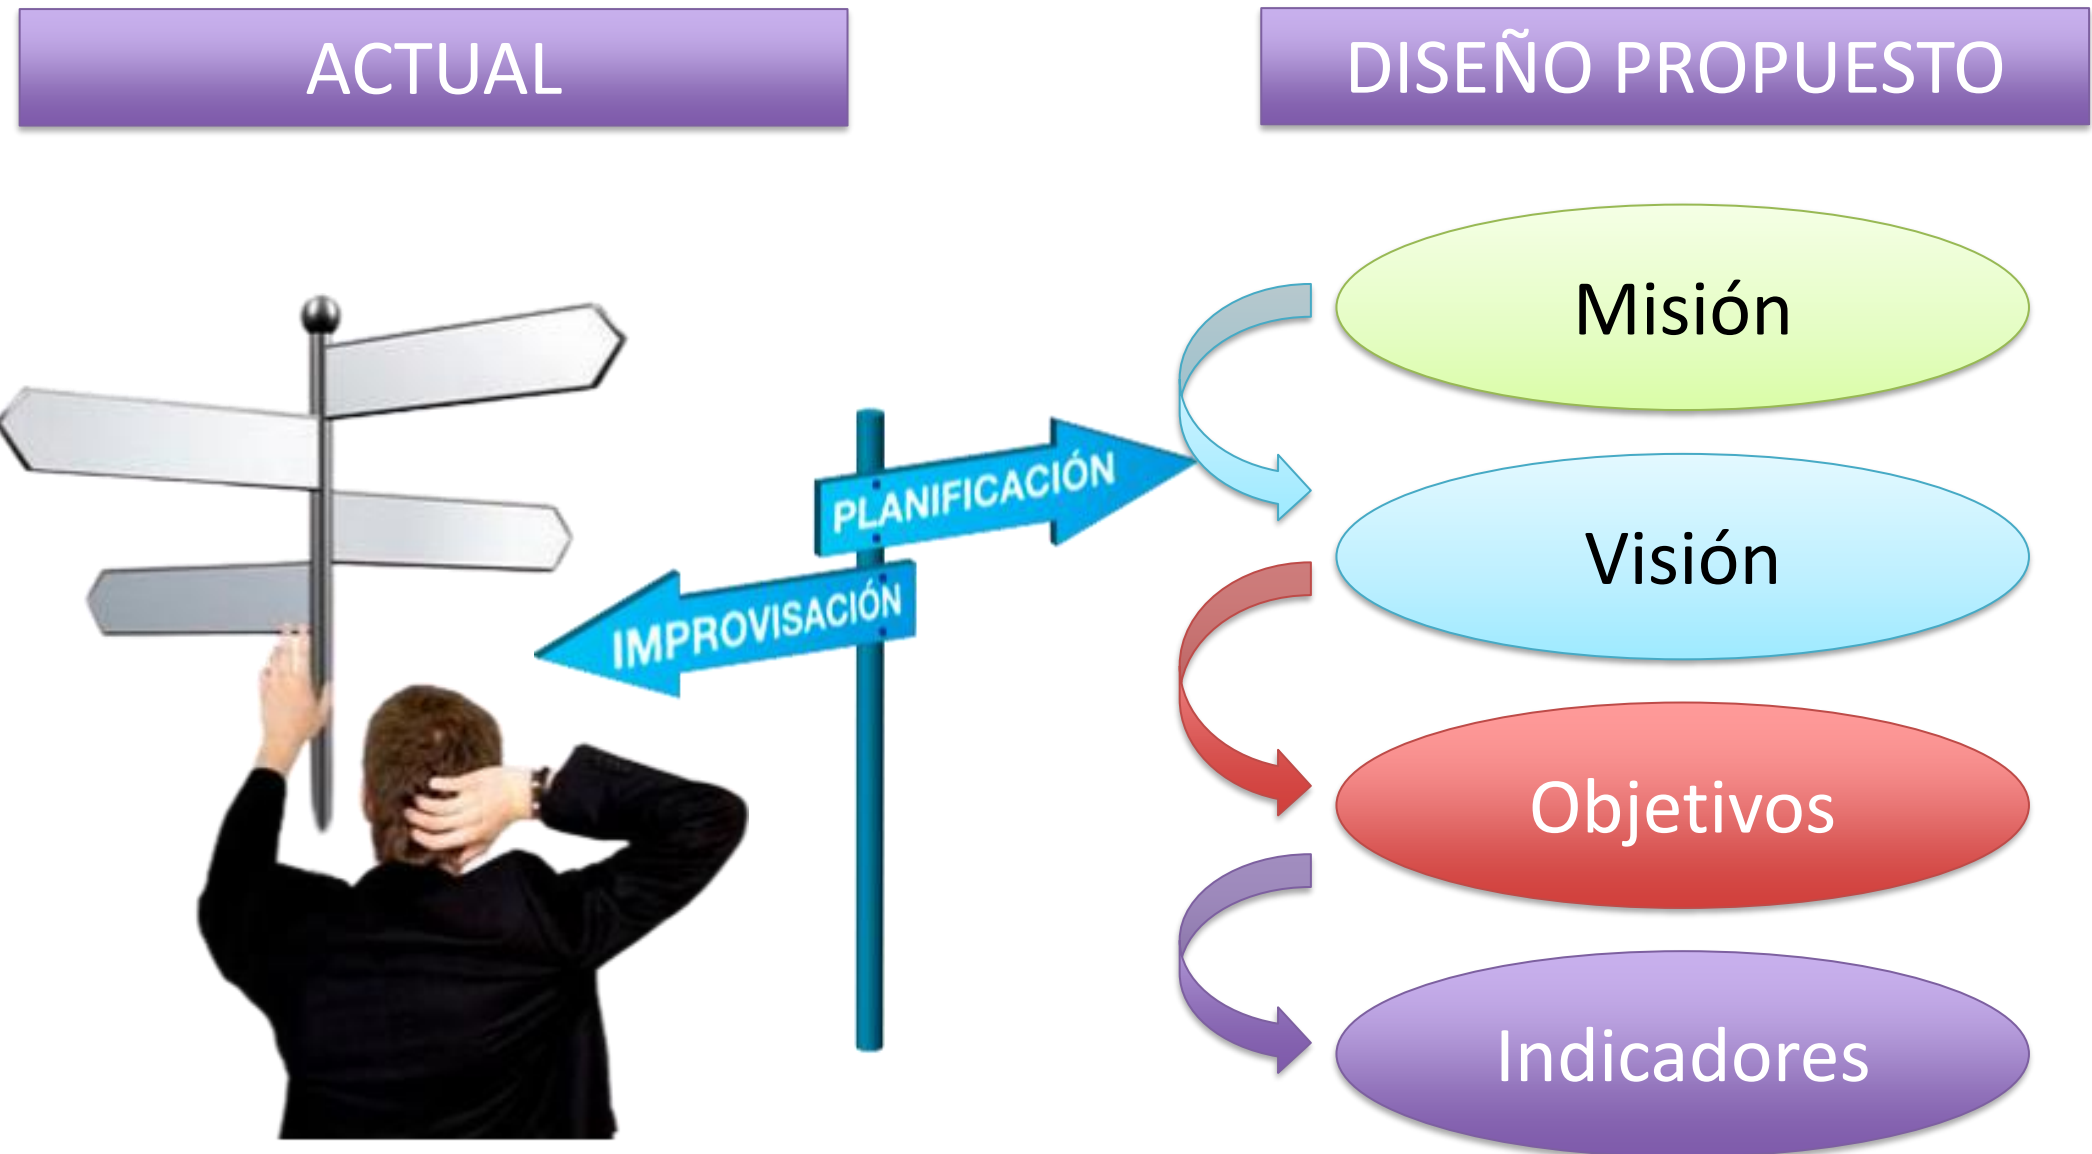 ACTUAL
DISEÑO PROPUESTO
PLANIFICACIÓN
IMPROVISACIÓN
Misión
Visión
Objetivos
Indicadores